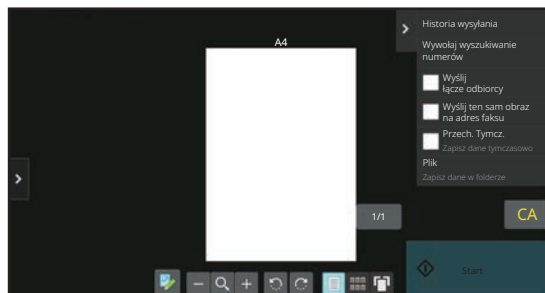 A4
Historia wysyłania
Wywołaj wyszukiwanie
numerów
Wyślij
łącze odbiorcy
Wyślij ten sam obraz
na adres faksu
Przech. Tymcz.
Zapisz dane tymczasowo
Plik
Zapisz dane w folderze
1/1
CA
Start